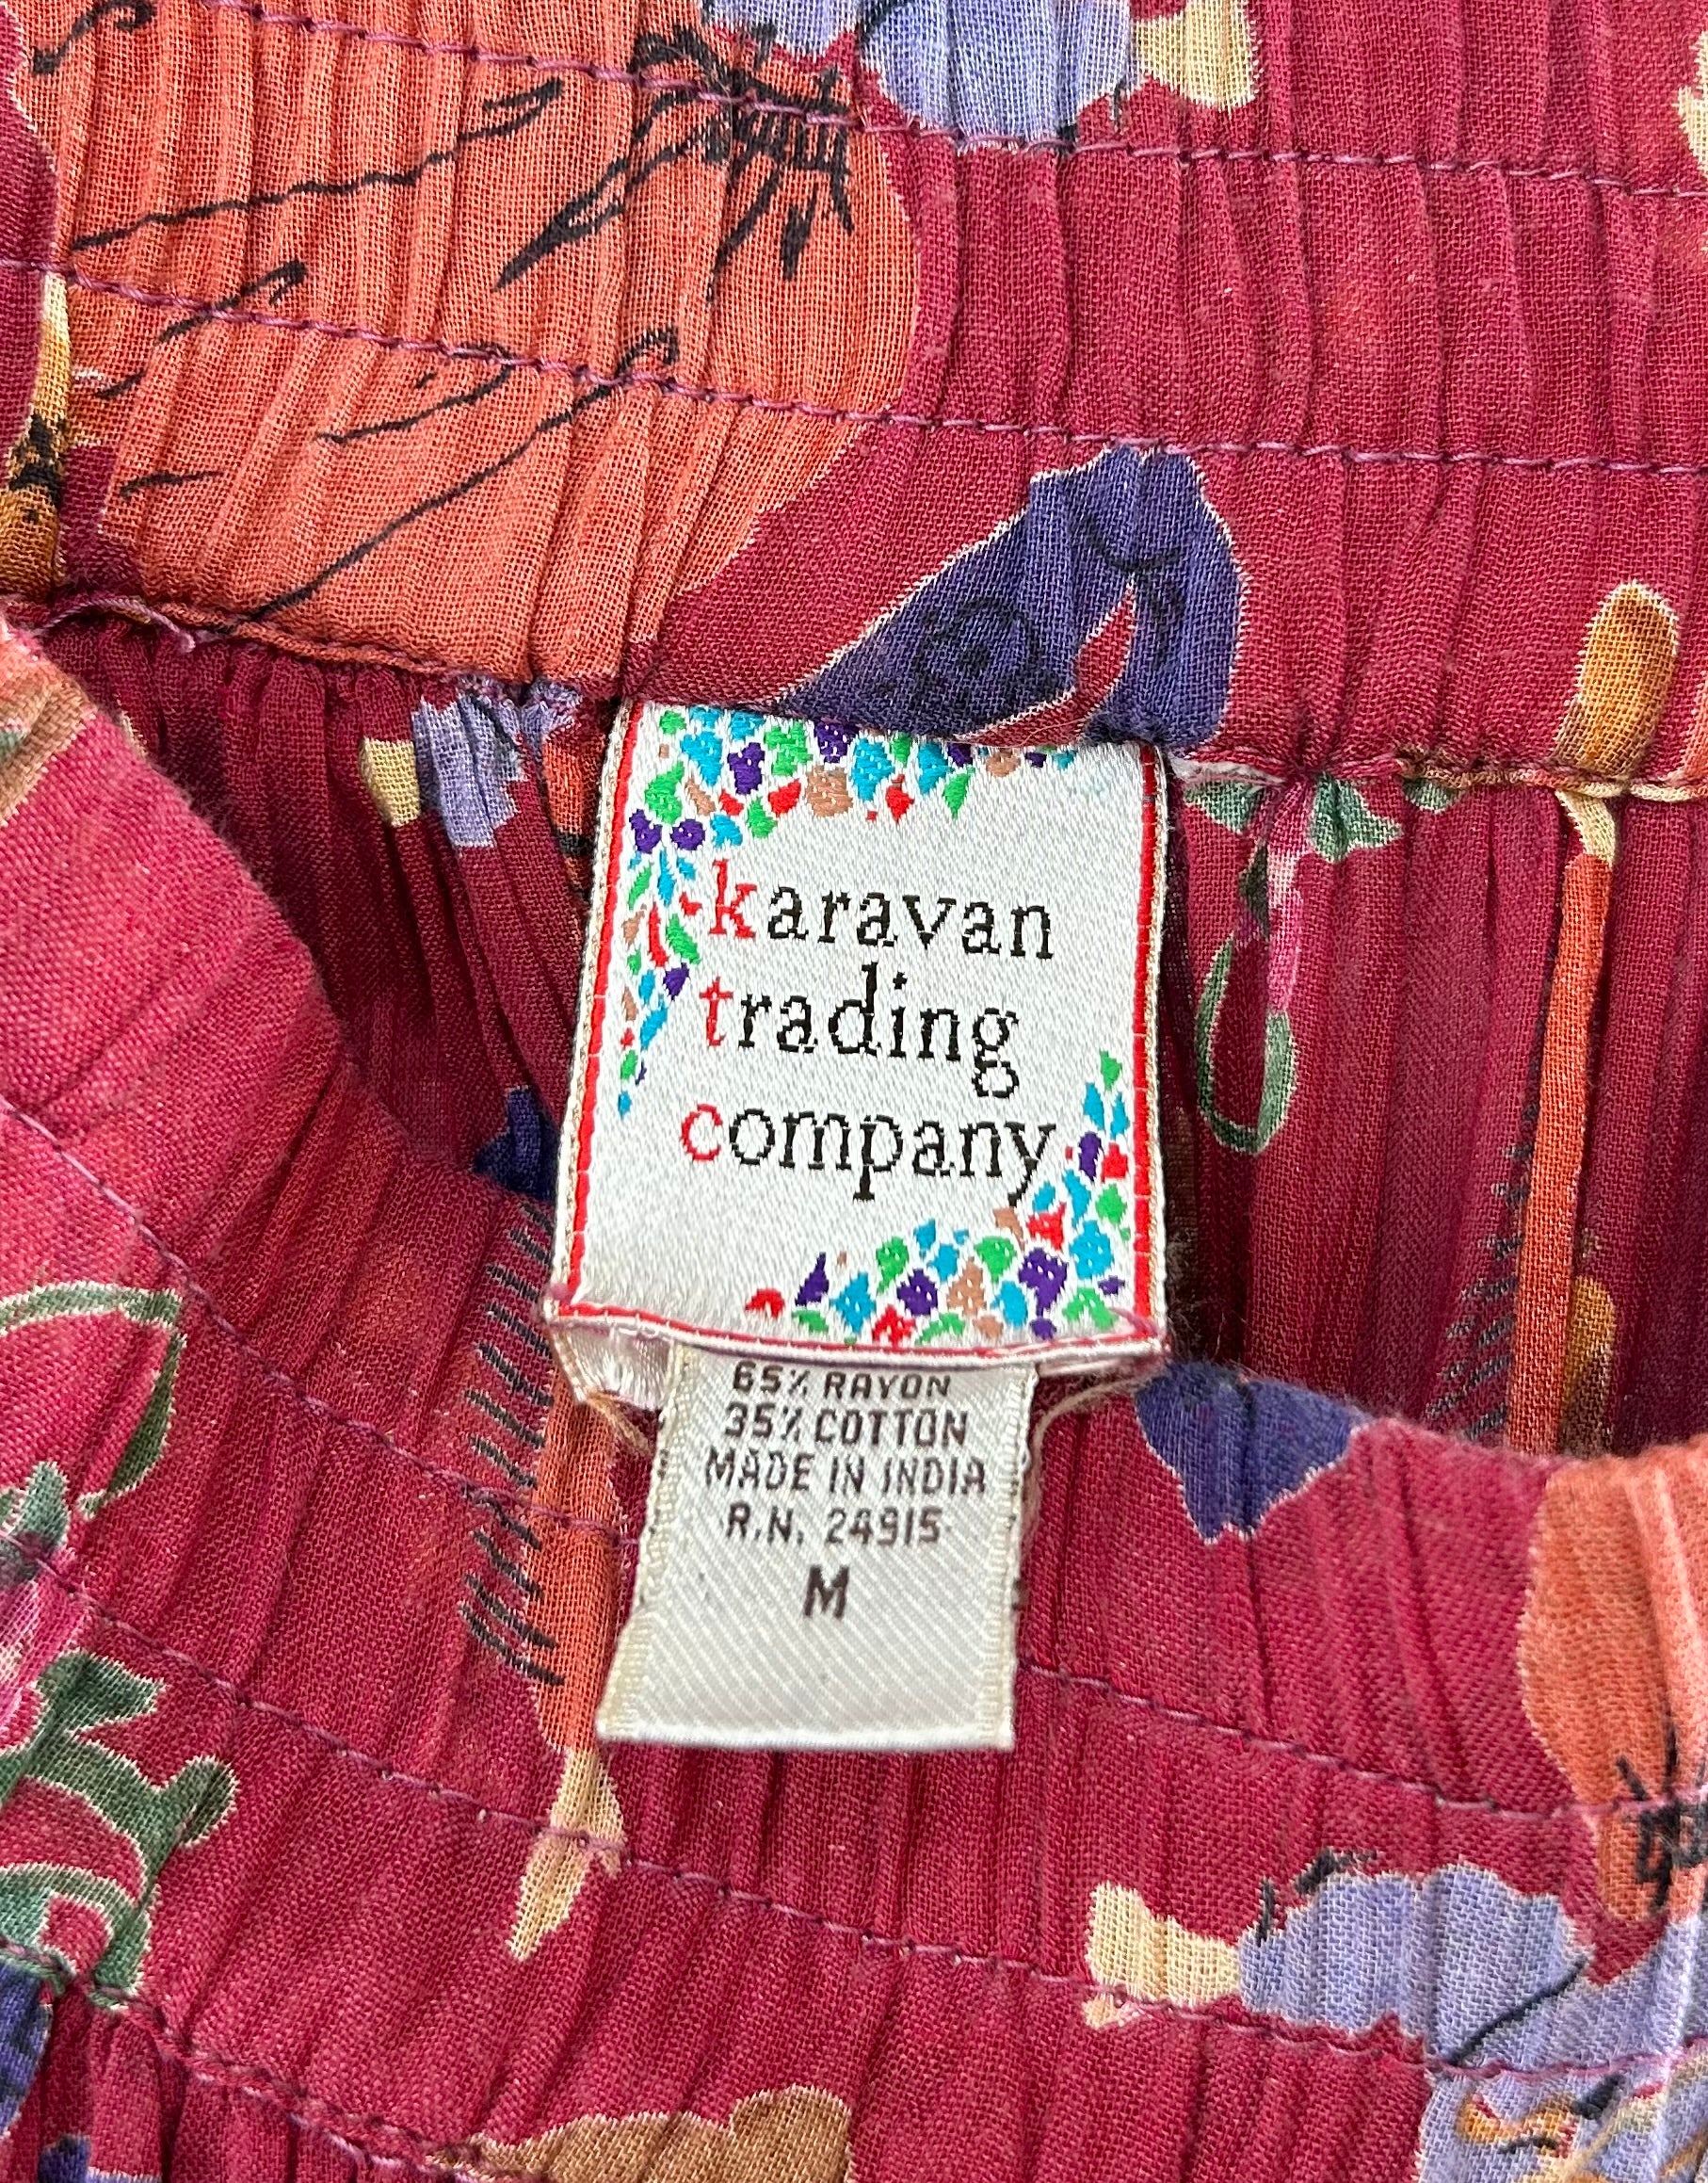 karavan
trading
company
65% RAYON
35% COTTON
MADE IN INDIA
R.N. 24915
M